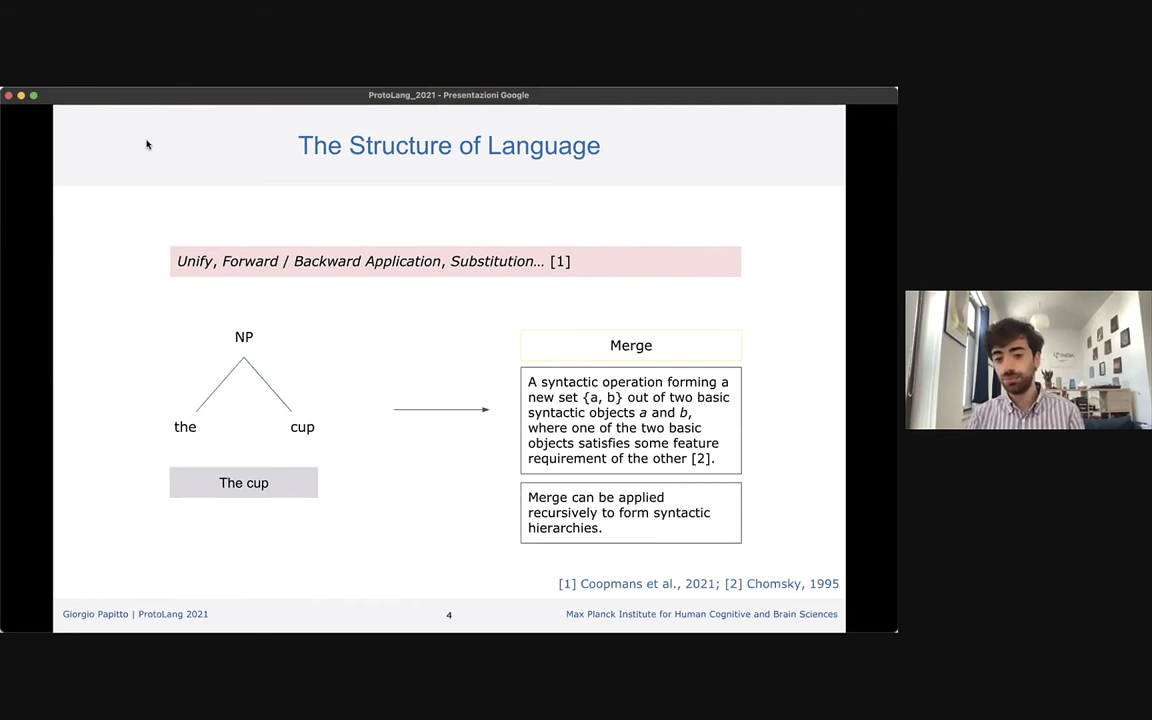 ProtoLang_2021 - Presentazioni Google
The Structure of Language
Unify, Forward / Backward Application, Substitution... [1]
NP
the cup
The cup
Merge
A syntactic operation forming a
new set {a, b} out of two basic
syntactic objects a and b,
where one of the two basic
objects satisfies some feature
requirement of the other [2].
Merge can be applied
recursively to form syntactic
hierarchies.
[1] Coopmans et al., 2021; [2] Chomsky, 1995
Giorgio Papitto | ProtoLang 2021
4
Max Planck Institute for Human Cognitive and Brain Sciences